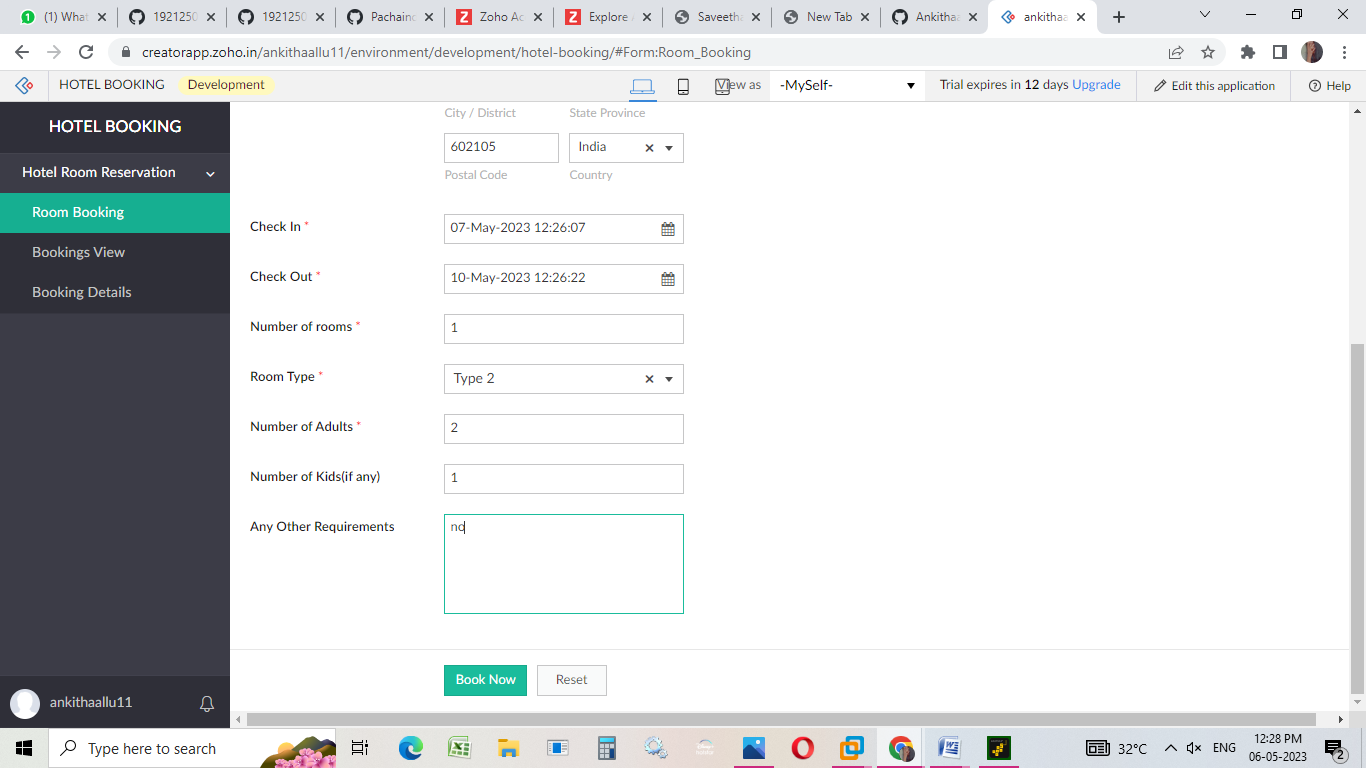 (1) What
1921250
1921250
Pachain
Zoho Ac
Explore
Saveeth
New Tab
Ankitha
ankithaa
creatorapp.zoho.in/ankithaallu11/environment/development/hotel-booking/#Form:Room_Booking
HOTEL BOOKING
Development
View as
-MySelf-
Trial expires in 12 days Upgrade
Edit this application
Help
HOTEL BOOKING
Hotel Room Reservation
Room Booking
Bookings View
Booking Details
ankithaallu11
City / District
State Province
602105
India
Postal Code
Country
Check In *
07-May-2023 12:26:07
Check Out *
10-May-2023 12:26:22
Number of rooms *
1
Room Type *
Type 2
Number of Adults *
2
Number of Kids(if any)
1
Any Other Requirements
no
Book Now
Reset
Type here to search
32°C
ENG
12:28 PM
06-05-2023
2